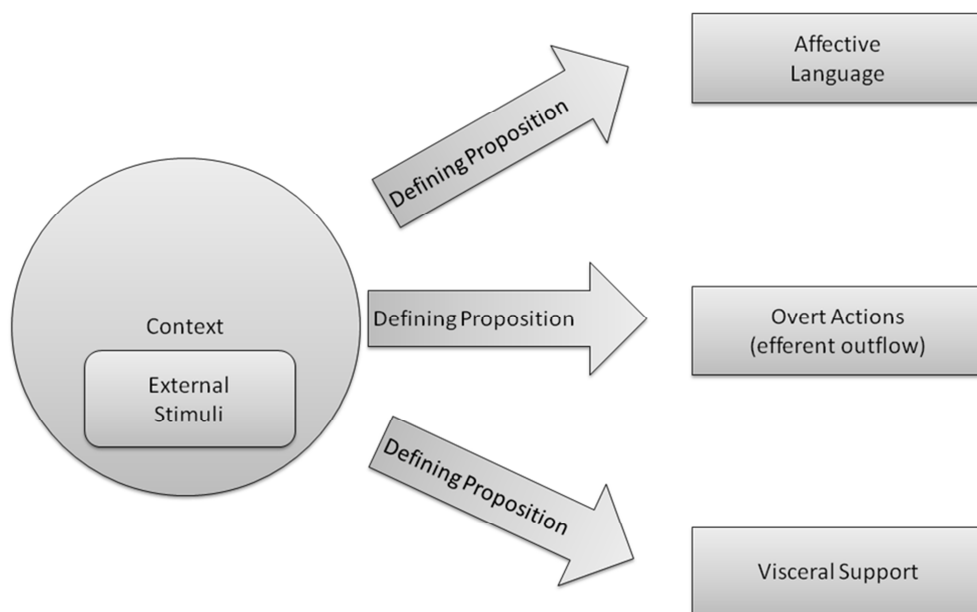 Affective
Language
Defining Proposition
Context
External
Stimuli
Defining Proposition
Overt Actions
(efferent outflow)
Defining Proposition
Visceral Support